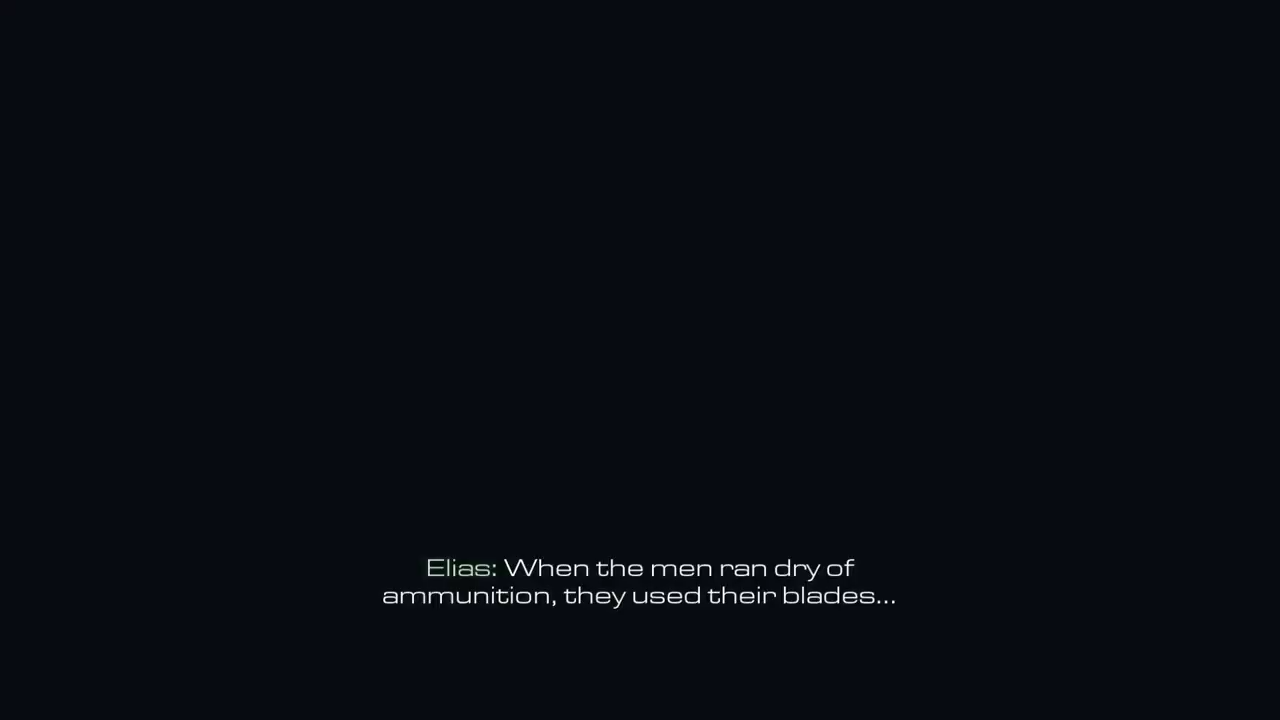 Elias: When the men ran dry of
ammunition, they used their blades...